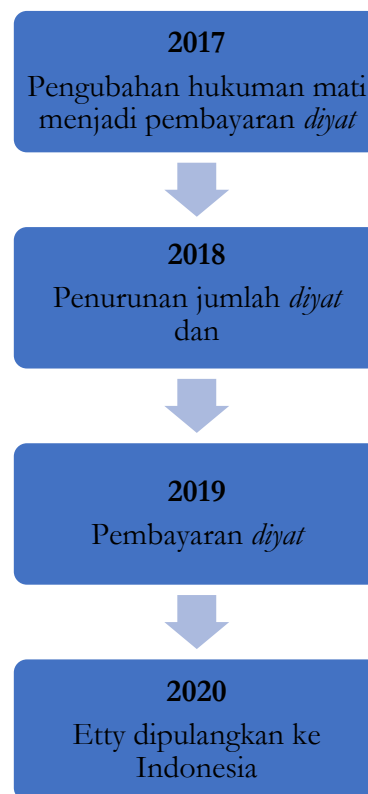 2017
Pengubahan hukuman mati
menjadi pembayaran diyat
2018
Penurunan jumlah diyat
dan
2019
Pembayaran diyat
2020
Etty dipulangkan ke
Indonesia